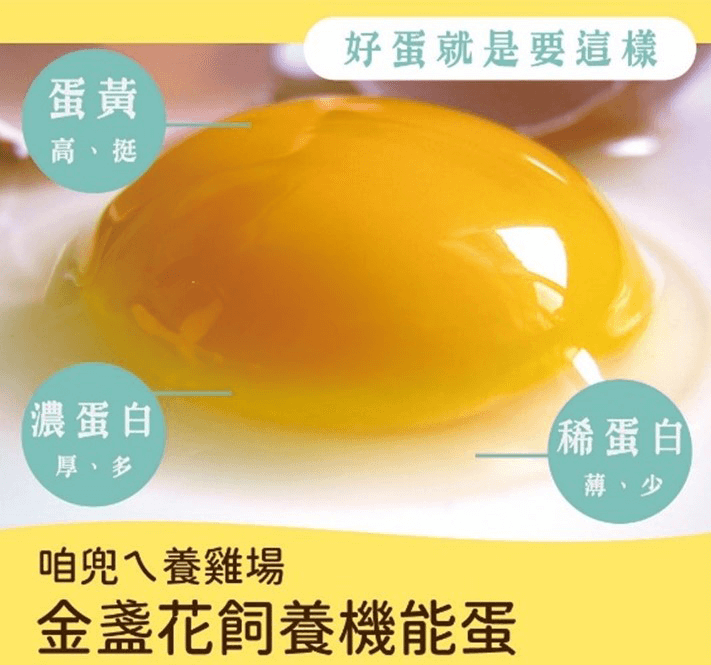 好蛋就是要這樣
蛋黃
高、挺
濃蛋白
厚、多
稀蛋白
薄、少
咱兜ㄟ養雞場
金盞花飼養機能蛋